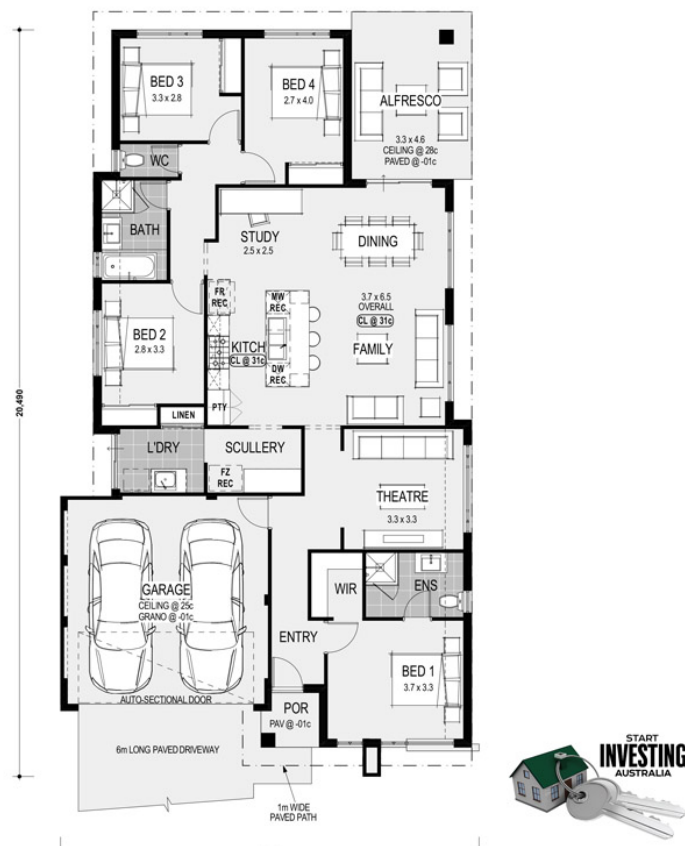 BED 3
3.3 x 2.8
BED 4
2.7 x 4.0
ALFRESCO
3.3 x 4.6
CEILING @ 28c
PAVED @ -01c
WC
BATH
STUDY
2.5 x 2.5
DINING
3.7 x 6.5
OVERALL
CL @ 31c
FAMILY
FR
REC
MW
REC
KITCH
CL @ 31c
DW
REC
PTY
BED 2
2.8 x 3.3
LINEN
L'DRY
SCULLERY
FZ
REC
THEATRE
3.3 x 3.3
20,490
GARAGE
CEILING @ 25c
GRANO @ -01c
AUTO-SECTIONAL DOOR
WIR
ENS
ENTRY
BED 1
3.7 x 3.3
POR
PAV @ -01c
6m LONG PAVED DRIVEWAY
1m WIDE
PAVED PATH
START
INVESTING
AUSTRALIA